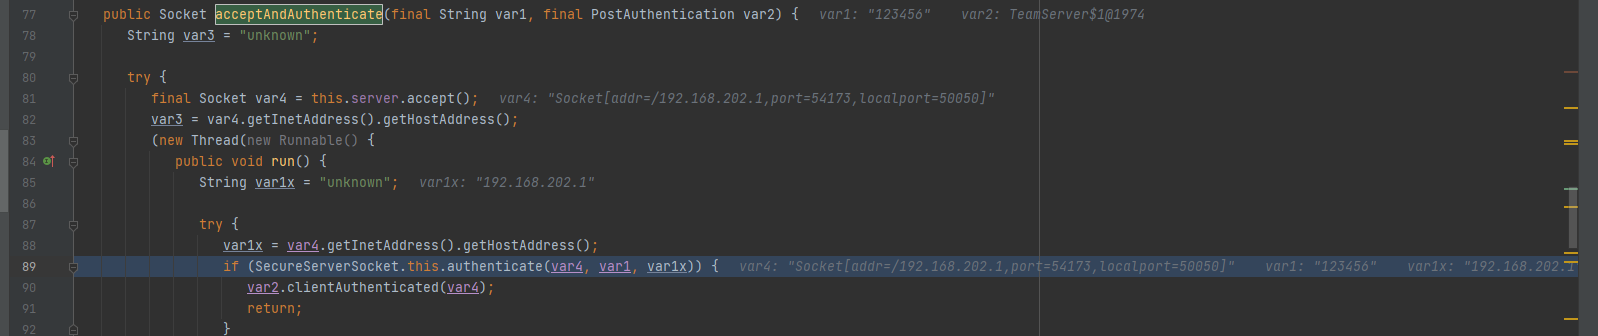 77 public Socket acceptAndAuthenticate(final String var1, final PostAuthentication var2) { var1: "123456" var2: TeamServer$1@1974
78 String var3 = "unknown";
79
80 try {
81 final Socket var4 = this.server.accept(); var4: "Socket[addr=/192.168.202.1,port=54173,localport=50050]"
82 var3 = var4.getInetAddress().getHostAddress();
83 (new Thread(new Runnable() {
84 public void run() {
85 String var1x = "unknown"; var1x: "192.168.202.1"
86
87 try {
88 var1x = var4.getInetAddress().getHostAddress();
89 if (SecureServerSocket.this.authenticate(var4, var1, var1x)) { var4: "Socket[addr=/192.168.202.1,port=54173,localport=50050]" var1: "123456" var1x: "192.168.202.1
90 var2.clientAuthenticated(var4);
91 return;
92 }